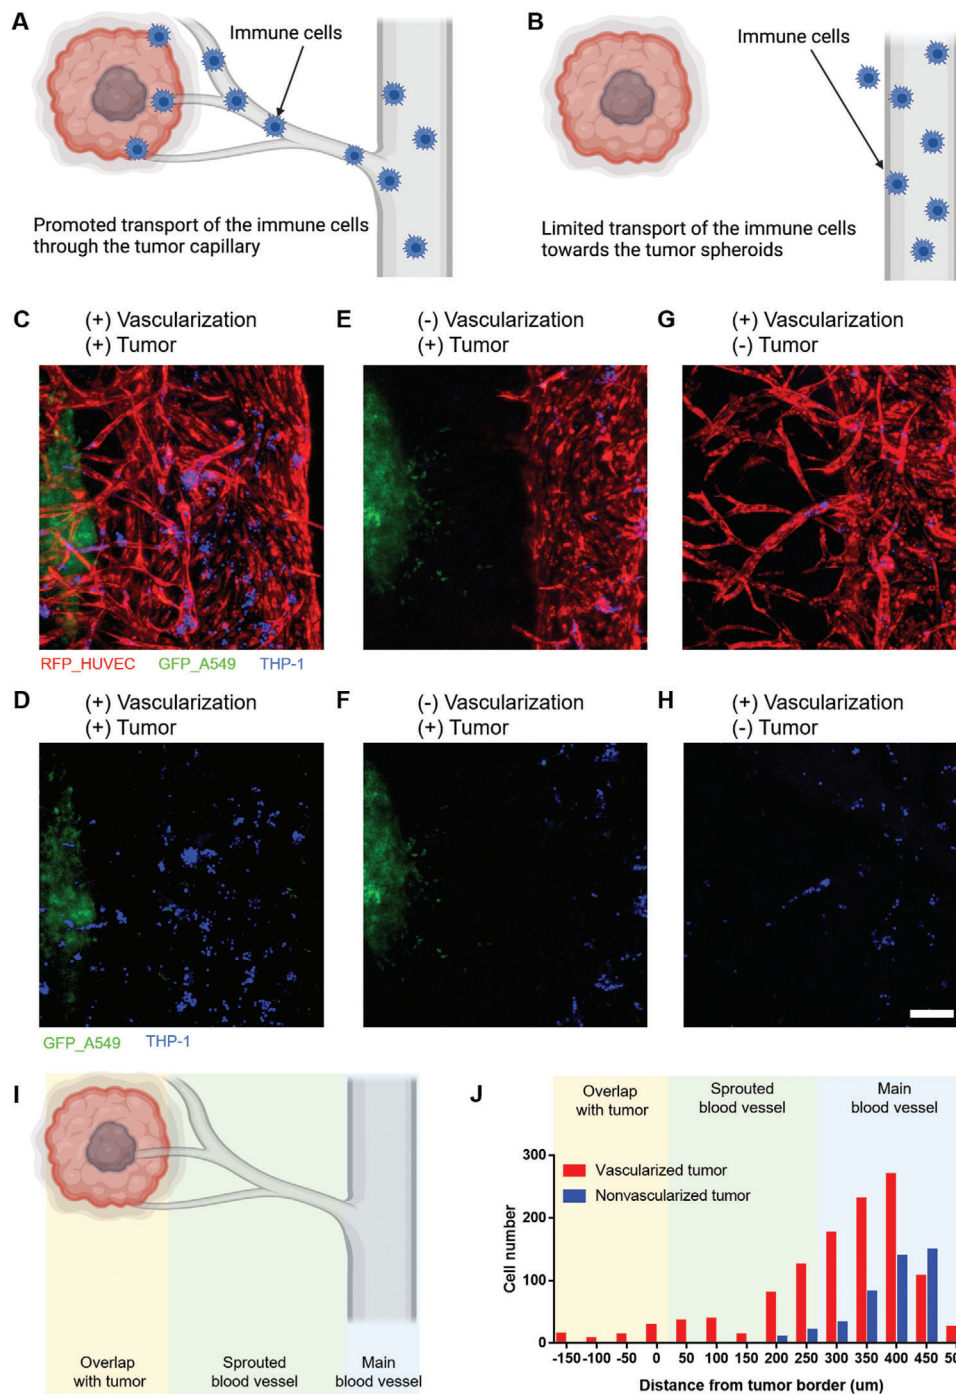 A
Immune cells
Promoted transport of the immune cells
through the tumor capillary
B
Immune cells
Limited transport of the immune cells
towards the tumor spheroids
C
(+) Vascularization
(+) Tumor
E
(-) Vascularization
(+) Tumor
G
(+) Vascularization
(-) Tumor
RFP_HUVEC GFP_A549 THP-1
D
(+) Vascularization
(+) Tumor
F
(-) Vascularization
(+) Tumor
H
(+) Vascularization
(-) Tumor
GFP_A549 THP-1
I
Overlap
with tumor
Sprouted
blood vessel
Main
blood vessel
J
Overlap
with tumor
Sprouted
blood vessel
Main
blood vessel
Vascularized tumor
Nonvascularized tumor
Cell number
300
200
100
0
-150 -100 -50 0 50 100 150 200 250 300 350 400 450 500
Distance from tumor border (um)